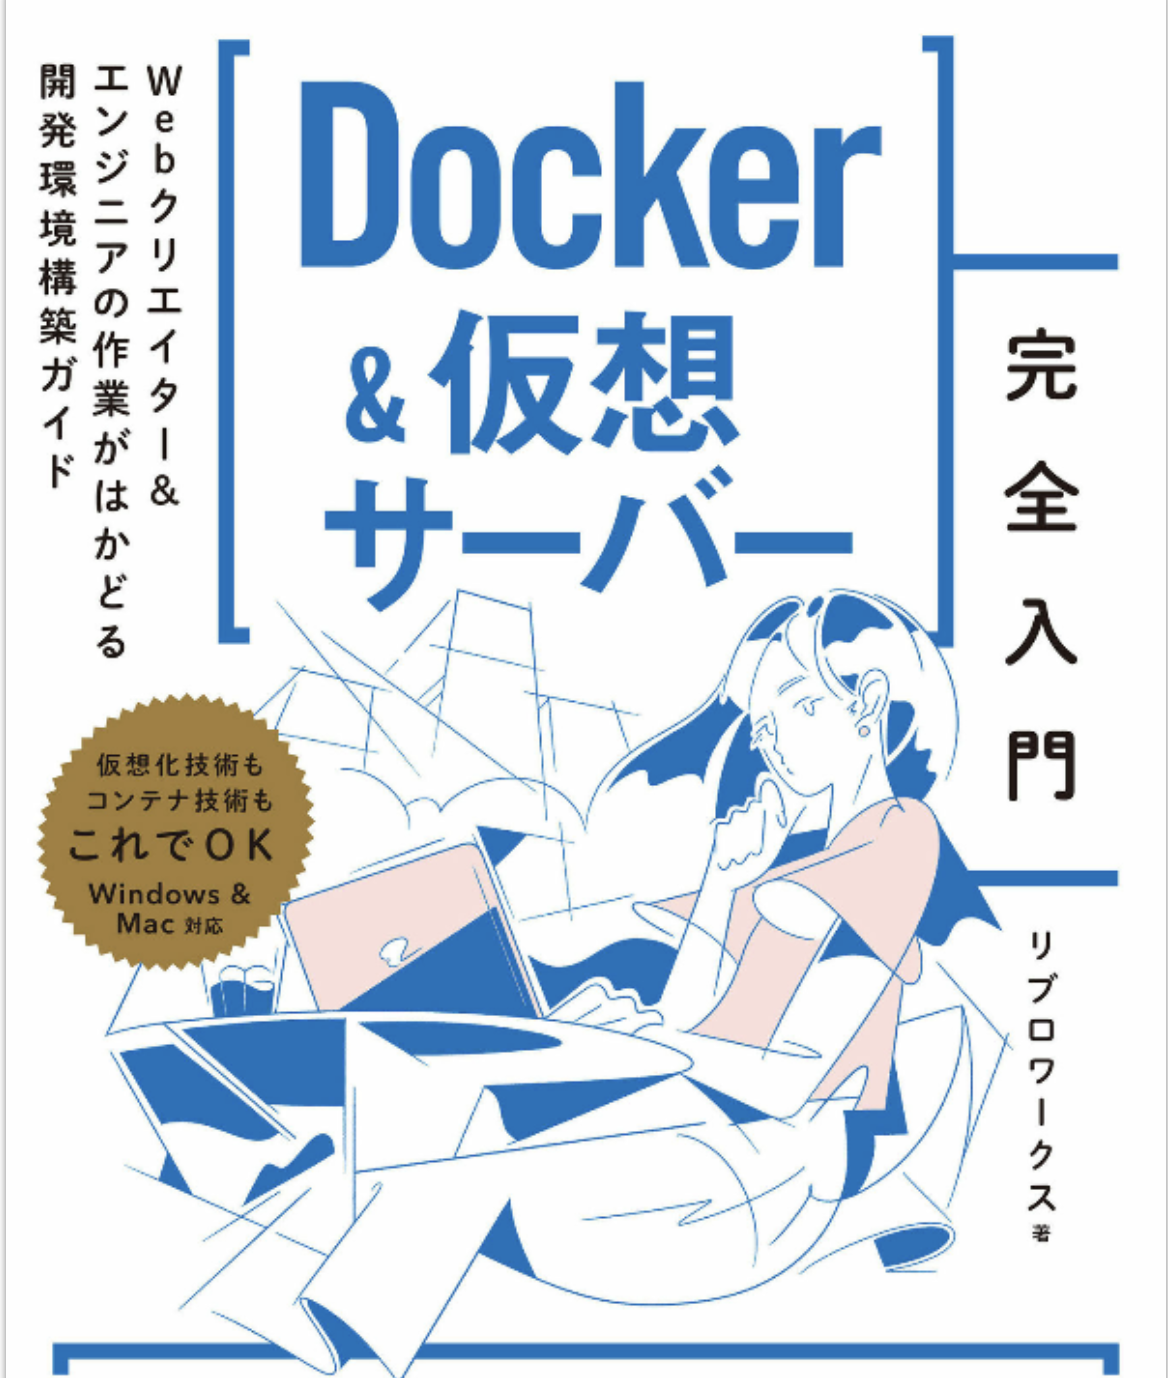 Docker
&仮想
サーバー
完全入門
Webクリエイター&
エンジニアの作業がはかどる
開発環境構築ガイド
仮想化技術も
コンテナ技術も
これでOK
Windows &
Mac 対応
リブロワークス 著